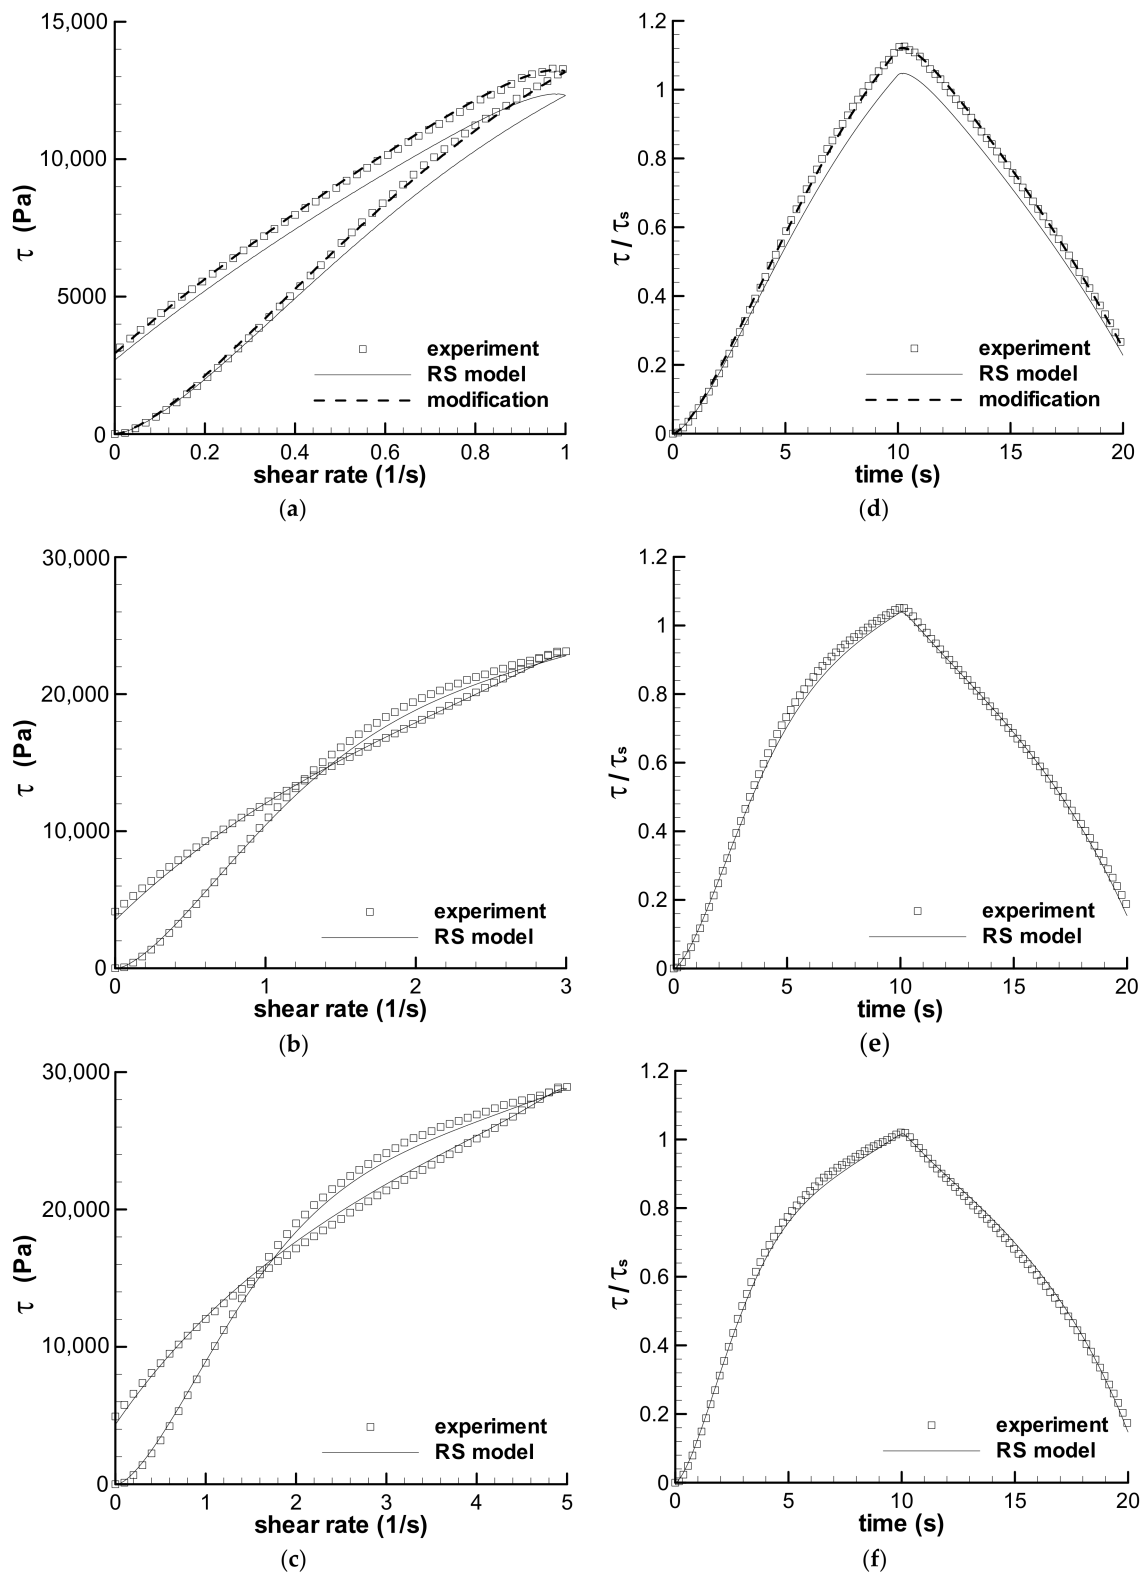 15,000
10,000
5000
0
τ (Pa)
experiment
RS model
modification
0 0.2 0.4 0.6 0.8 1
shear rate (1/s)
(a)
1.2
1
0.8
0.6
0.4
0.2
0
τ/τs
experiment
RS model
modification
0 5 10 15 20
time (s)
(d)
30,000
20,000
10,000
0
τ (Pa)
experiment
RS model
0 1 2 3
shear rate (1/s)
(b)
1.2
1
0.8
0.6
0.4
0.2
0
τ/τs
experiment
RS model
0 5 10 15 20
time (s)
(e)
30,000
20,000
10,000
0
τ (Pa)
experiment
RS model
0 1 2 3 4 5
shear rate (1/s)
(c)
1.2
1
0.8
0.6
0.4
0.2
0
τ/τs
experiment
RS model
0 5 10 15 20
time (s)
(f)